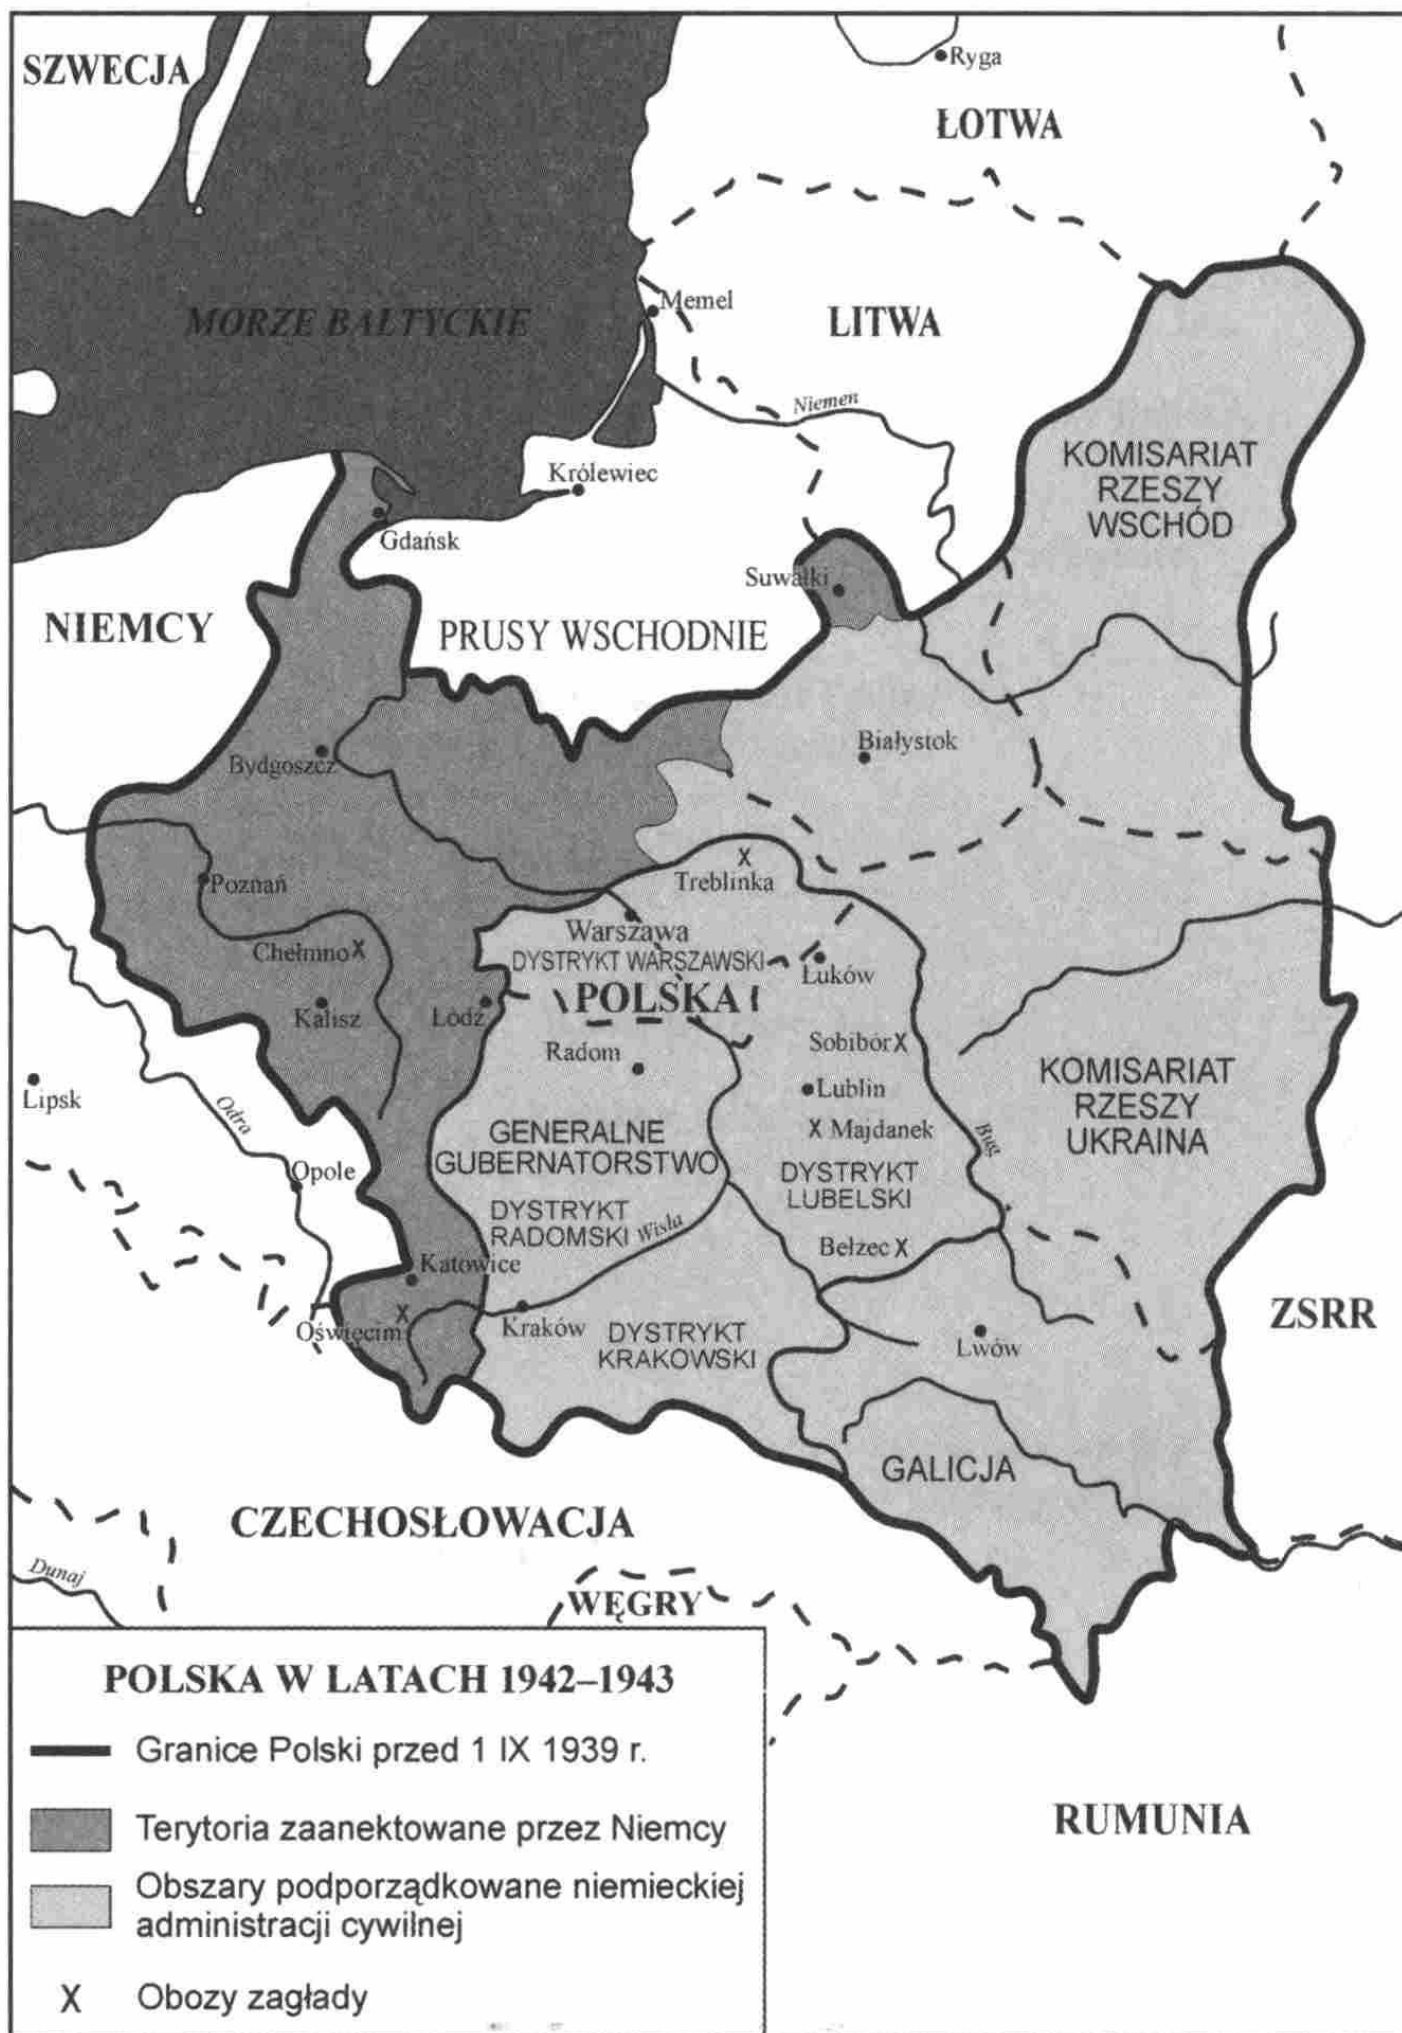 SZWECJA
Ryga
ŁOTWA
MORZE BAŁTYCKIE
Memel
LITWA
Niemen
KOMISARIAT
RZESZY
WSCHÓD
Królewiec
Gdańsk
Suwałki
NIEMCY
PRUSY WSCHODNIE
Bydgoszcz
Białystok
Poznań
Treblinka
Warszawa
DYSTRYKT WARSZAWSKI
Chełmno
Łuków
Kalisz
Łódź
POLSKA
Radom
Sobibór
Lublin
Majdanek
KOMISARIAT
RZESZY
UKRAINA
Lipsk
Odra
Bug
GENERALNE
GUBERNATORSTWO
DYSTRYKT
LUBELSKI
Opole
DYSTRYKT
RADOMSKI
Wisła
Bełżec
Katowice
Oświęcim
Kraków
DYSTRYKT
KRAKOWSKI
Lwów
ZSRR
GALICJA
CZECHOSŁOWACJA
Dunaj
WĘGRY
RUMUNIA
POLSKA W LATACH 1942–1943
Granice Polski przed 1 IX 1939 r.
Terytoria zaanektowane przez Niemcy
Obszary podporządkowane niemieckiej
administracji cywilnej
X Obozy zagłady